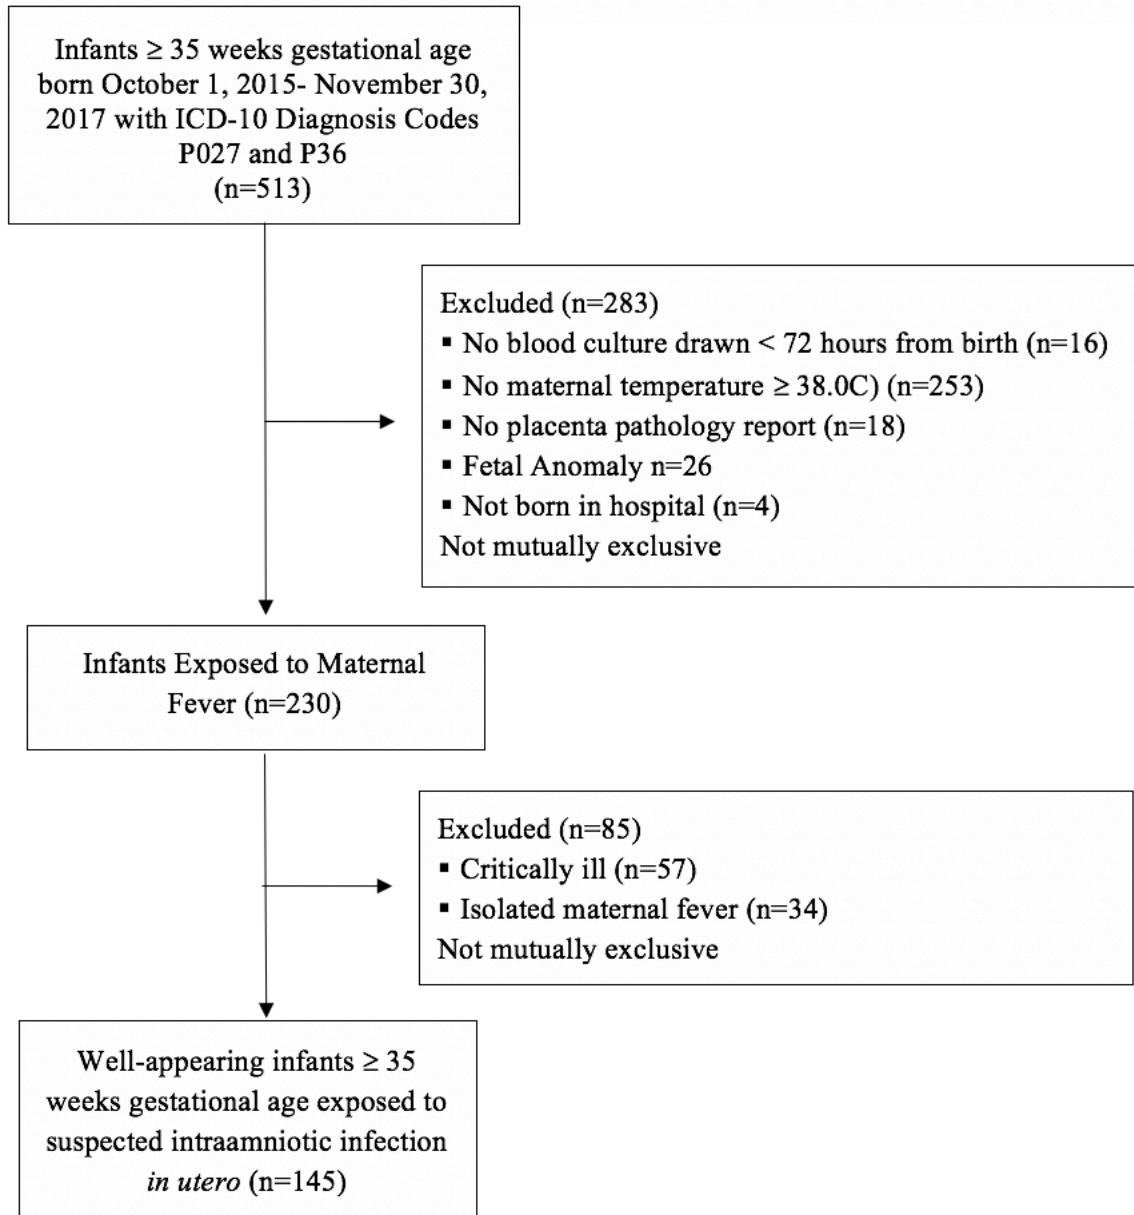 Infants ≥ 35 weeks gestational age
born October 1, 2015- November 30,
2017 with ICD-10 Diagnosis Codes
P027 and P36
(n=513)
Excluded (n=283)
▪ No blood culture drawn < 72 hours from birth (n=16)
▪ No maternal temperature ≥ 38.0C) (n=253)
▪ No placenta pathology report (n=18)
▪ Fetal Anomaly n=26
▪ Not born in hospital (n=4)
Not mutually exclusive
Infants Exposed to Maternal
Fever (n=230)
Excluded (n=85)
▪ Critically ill (n=57)
▪ Isolated maternal fever (n=34)
Not mutually exclusive
Well-appearing infants ≥ 35
weeks gestational age exposed to
suspected intraamniotic infection
in utero (n=145)